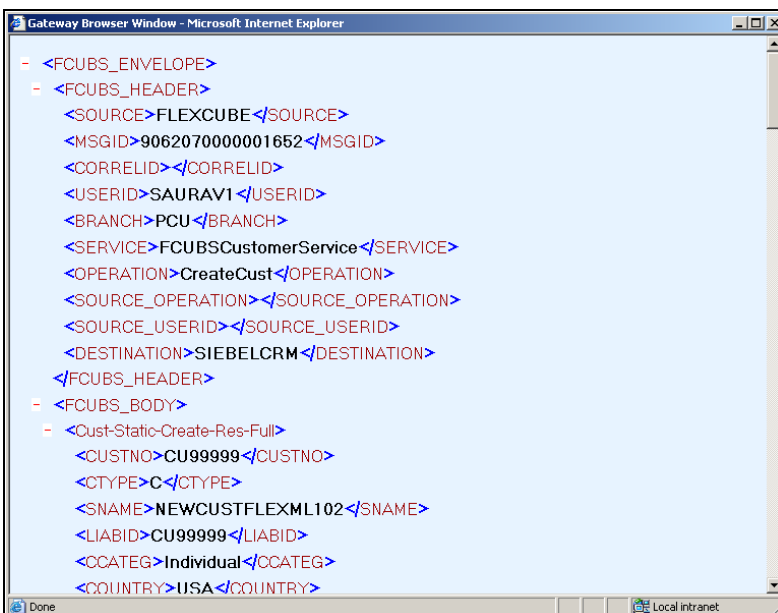 Gateway Browser Window - Microsoft Internet Explorer
- <FCUBS_ENVELOPE>
- <FCUBS_HEADER>
<SOURCE>FLEXCUBE</SOURCE>
<MSGID>9062070000001652</MSGID>
<CORRELID></CORRELID>
<USERID>SAURAV1</USERID>
<BRANCH>PCU</BRANCH>
<SERVICE>FCUBSCustomerService</SERVICE>
<OPERATION>CreateCust</OPERATION>
<SOURCE_OPERATION></SOURCE_OPERATION>
<SOURCE_USERID></SOURCE_USERID>
<DESTINATION>SIEBELCRM</DESTINATION>
</FCUBS_HEADER>
- <FCUBS_BODY>
- <Cust-Static-Create-Res-Full>
<CUSTNO>CU99999</CUSTNO>
<CTYPE>C</CTYPE>
<SNAME>NEWCUSTFLEXML102</SNAME>
<LIABID>CU99999</LIABID>
<CCATEG>Individual</CCATEG>
<COUNTRY>USA</COUNTRY>
Done
Local intranet